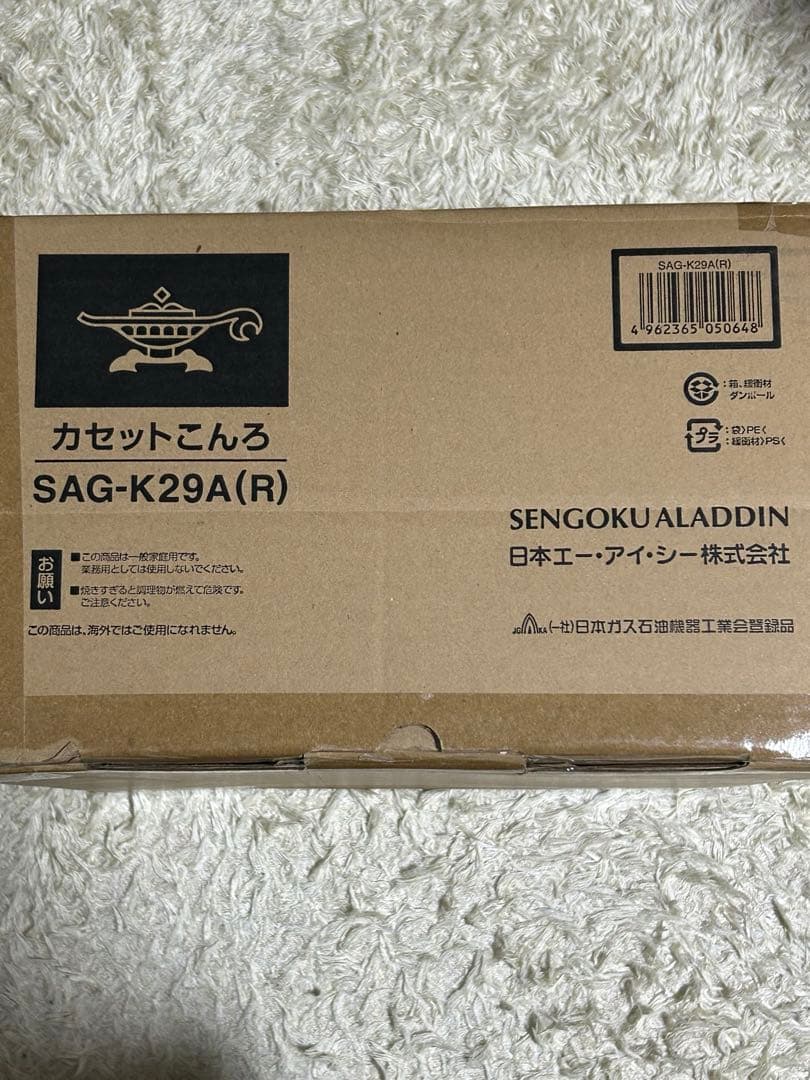 カセットこんろ
SAG-K29A(R)
お願い
■この商品は一般家庭用です。
業務用としては使用しないでください。
■焼きすぎると調理物が燃えて危険です。
ご注意ください。
この商品は、海外ではご使用になれません。
SAG-K29A(R)
4 962365 050648
:箱、緩衝材
ダンボール
プラ
:袋〉PE〈
:緩衝材〉PS〈
SENGOKU ALADDIN
日本エー・アイ・シー株式会社
JGKA (一社)日本ガス石油機器工業会登録品